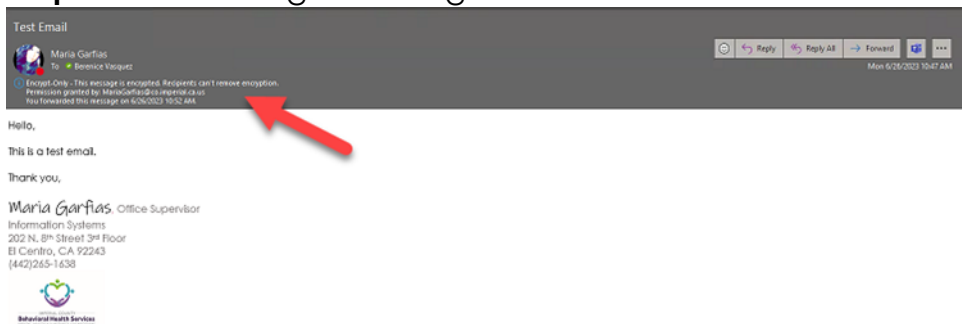 Test Email
Maria Garfias
To Berenice Vasquez
Reply Reply All Forward
Mon 6/26/2023 10:47 AM
Encrypt-Only - This message is encrypted. Recipients can't remove encryption.
Permission granted by: MariaGarfias@co.imperial.ca.us
You forwarded this message on 6/26/2023 10:52 AM.
Hello,
This is a test email.
Thank you,
Maria Garfias, Office Supervisor
Information Systems
202 N. 8th Street 3rd Floor
El Centro, CA 92243
(442)265-1638
IMPERIAL COUNTY
Behavioral Health Services